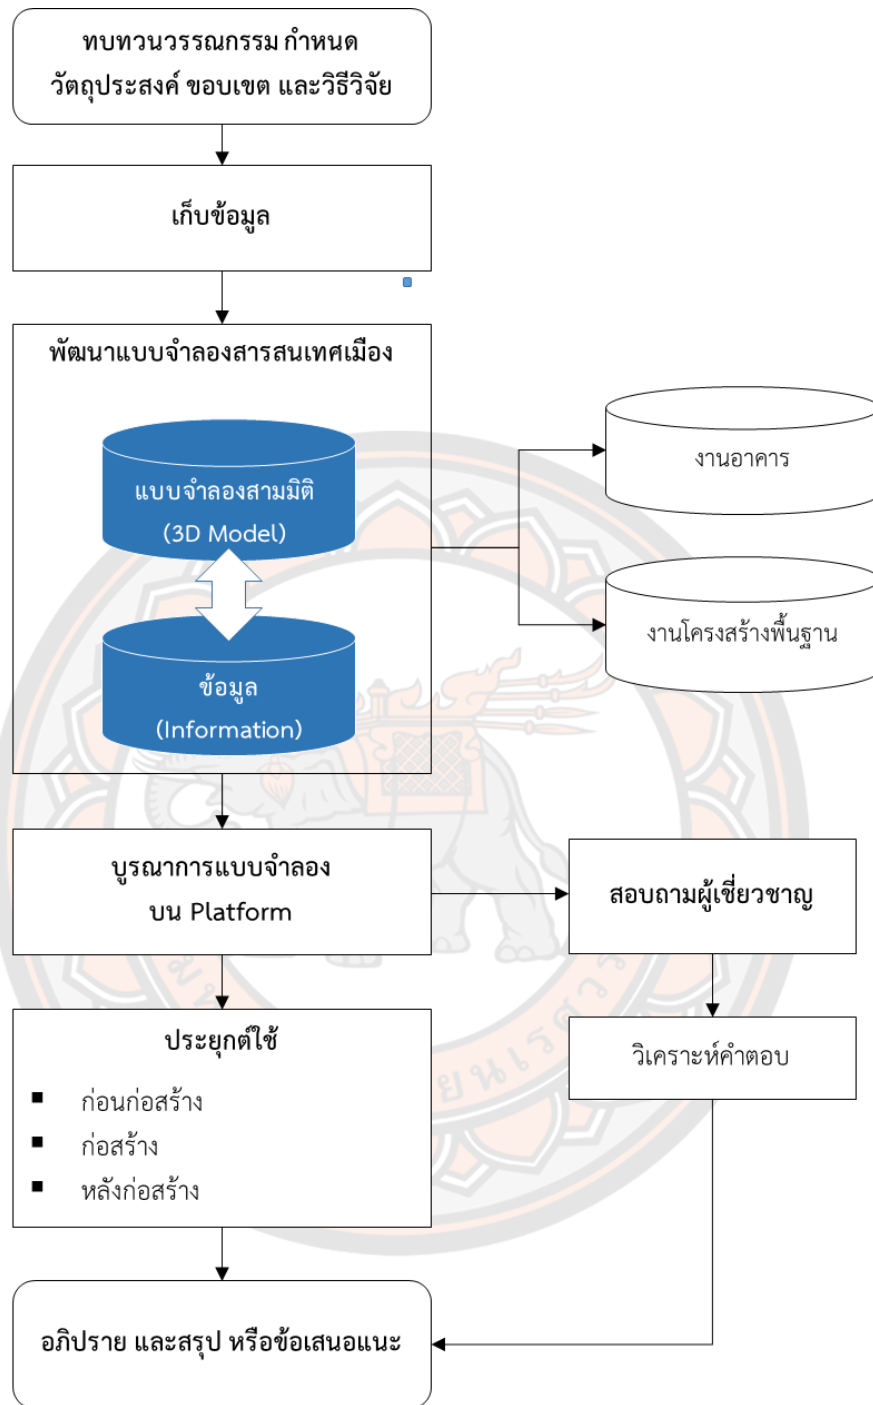 ทบทวนวรรณกรรม กำหนด
วัตถุประสงค์ ขอบเขต และวิธีวิจัย
เก็บข้อมูล
พัฒนาแบบจำลองสารสนเทศเมือง
แบบจำลองสามมิติ
(3D Model)
ข้อมูล
(Information)
งานอาคาร
งานโครงสร้างพื้นฐาน
บูรณาการแบบจำลอง
บน Platform
สอบถามผู้เชี่ยวชาญ
วิเคราะห์คำตอบ
ประยุกต์ใช้
▪ ก่อนก่อสร้าง
▪ ก่อสร้าง
▪ หลังก่อสร้าง
อภิปราย และสรุป หรือข้อเสนอแนะ